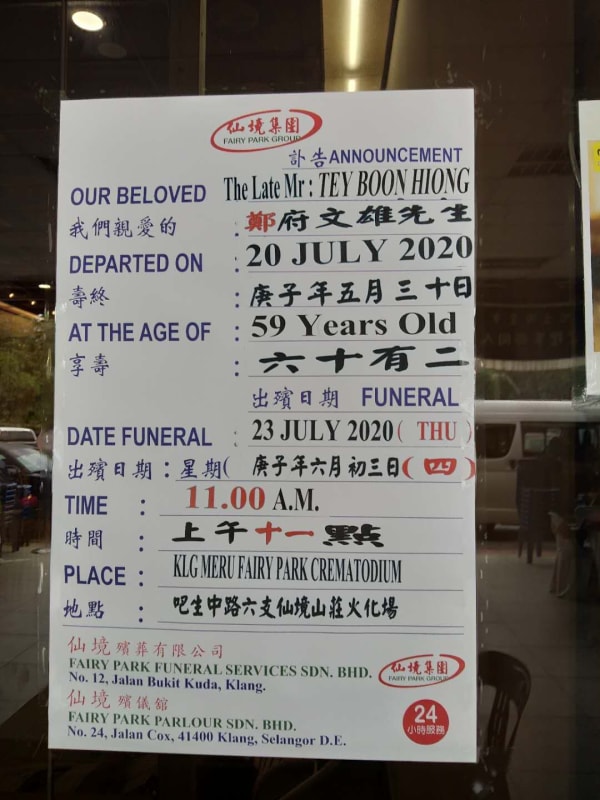 仙境集團
FAIRY PARK GROUP
訃告ANNOUNCEMENT
OUR BELOVED The Late Mr : TEY BOON HIONG
我們親愛的 : 鄭府文雄先生
DEPARTED ON : 20 JULY 2020
壽終 : 庚子年五月三十日
AT THE AGE OF : 59 Years Old
享壽 : 六十有二
出殯日期 FUNERAL
DATE FUNERAL : 23 JULY 2020 ( THU )
出殯日期 : 星期( 庚子年六月初三日(四)
TIME : 11.00 A.M.
時間 : 上午十一點
PLACE : KLG MERU FAIRY PARK CREMATODIUM
地點 : 吧生中路六支仙境山莊火化場
仙境殯葬有限公司
FAIRY PARK FUNERAL SERVICES SDN. BHD.
No. 12, Jalan Bukit Kuda, Klang.
仙境集團
FAIRY PARK GROUP
仙境殯儀舘
FAIRY PARK PARLOUR SDN. BHD.
No. 24, Jalan Cox, 41400 Klang, Selangor D.E.
24
小時服務